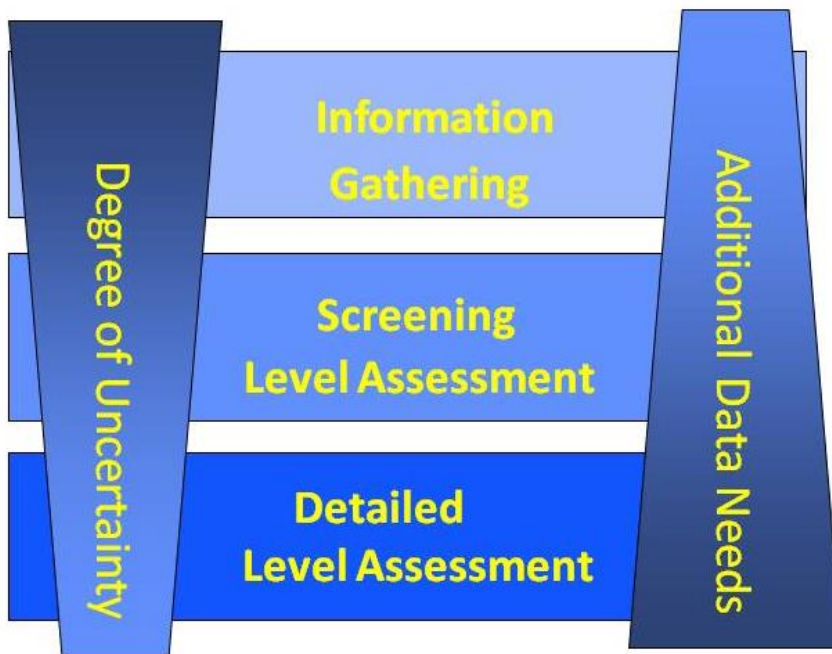 Information
Gathering
Screening
Level Assessment
Detailed
Level Assessment
Degree of Uncertainty
Additional Data Needs